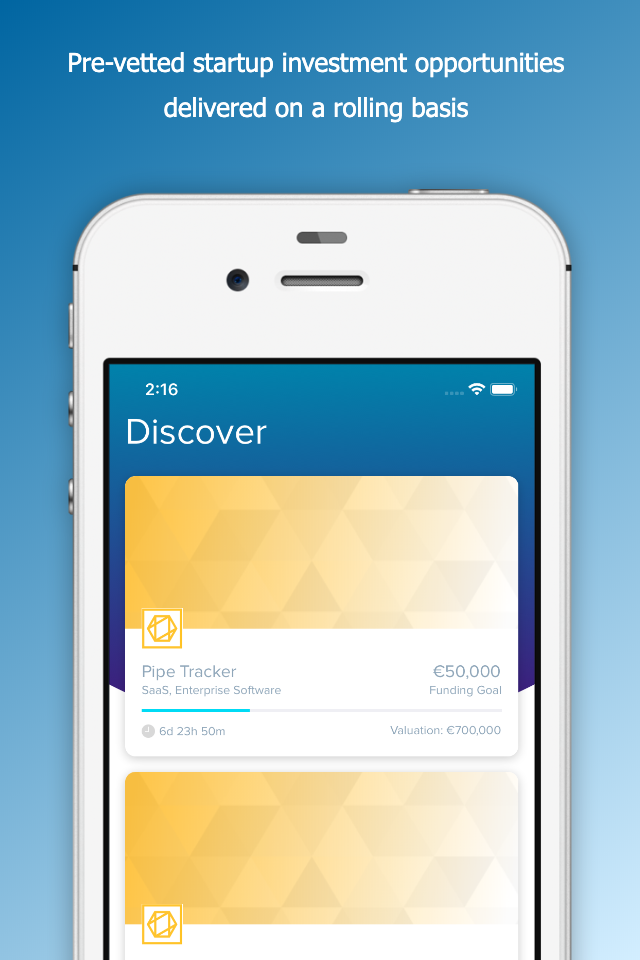 Pre-vetted startup investment opportunities
delivered on a rolling basis
2:16
Discover
Pipe Tracker
€50,000
SaaS, Enterprise Software
Funding Goal
6d 23h 50m
Valuation: €700,000